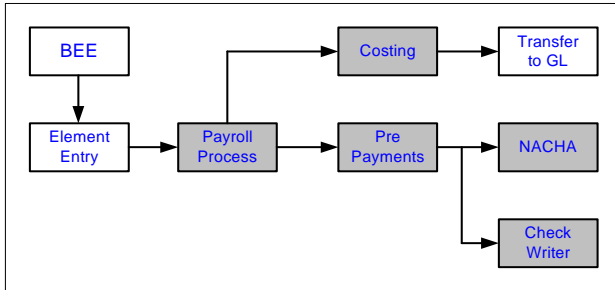 BEE
Costing
Transfer
to GL
Element
Entry
Payroll
Process
Pre
Payments
NACHA
Check
Writer